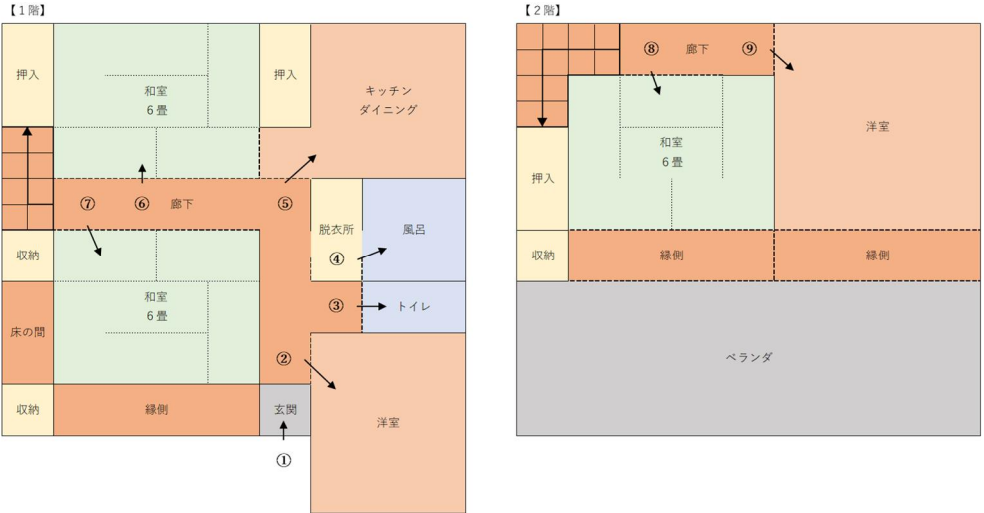 【1階】
押入
和室
6畳
押入
キッチン
ダイニング
⑦
⑥
廊下
⑤
脱衣所
風呂
④
収納
和室
6畳
③
トイレ
床の間
②
収納
縁側
玄関
洋室
①
【2階】
⑧
廊下
⑨
洋室
和室
6畳
押入
収納
縁側
縁側
ベランダ